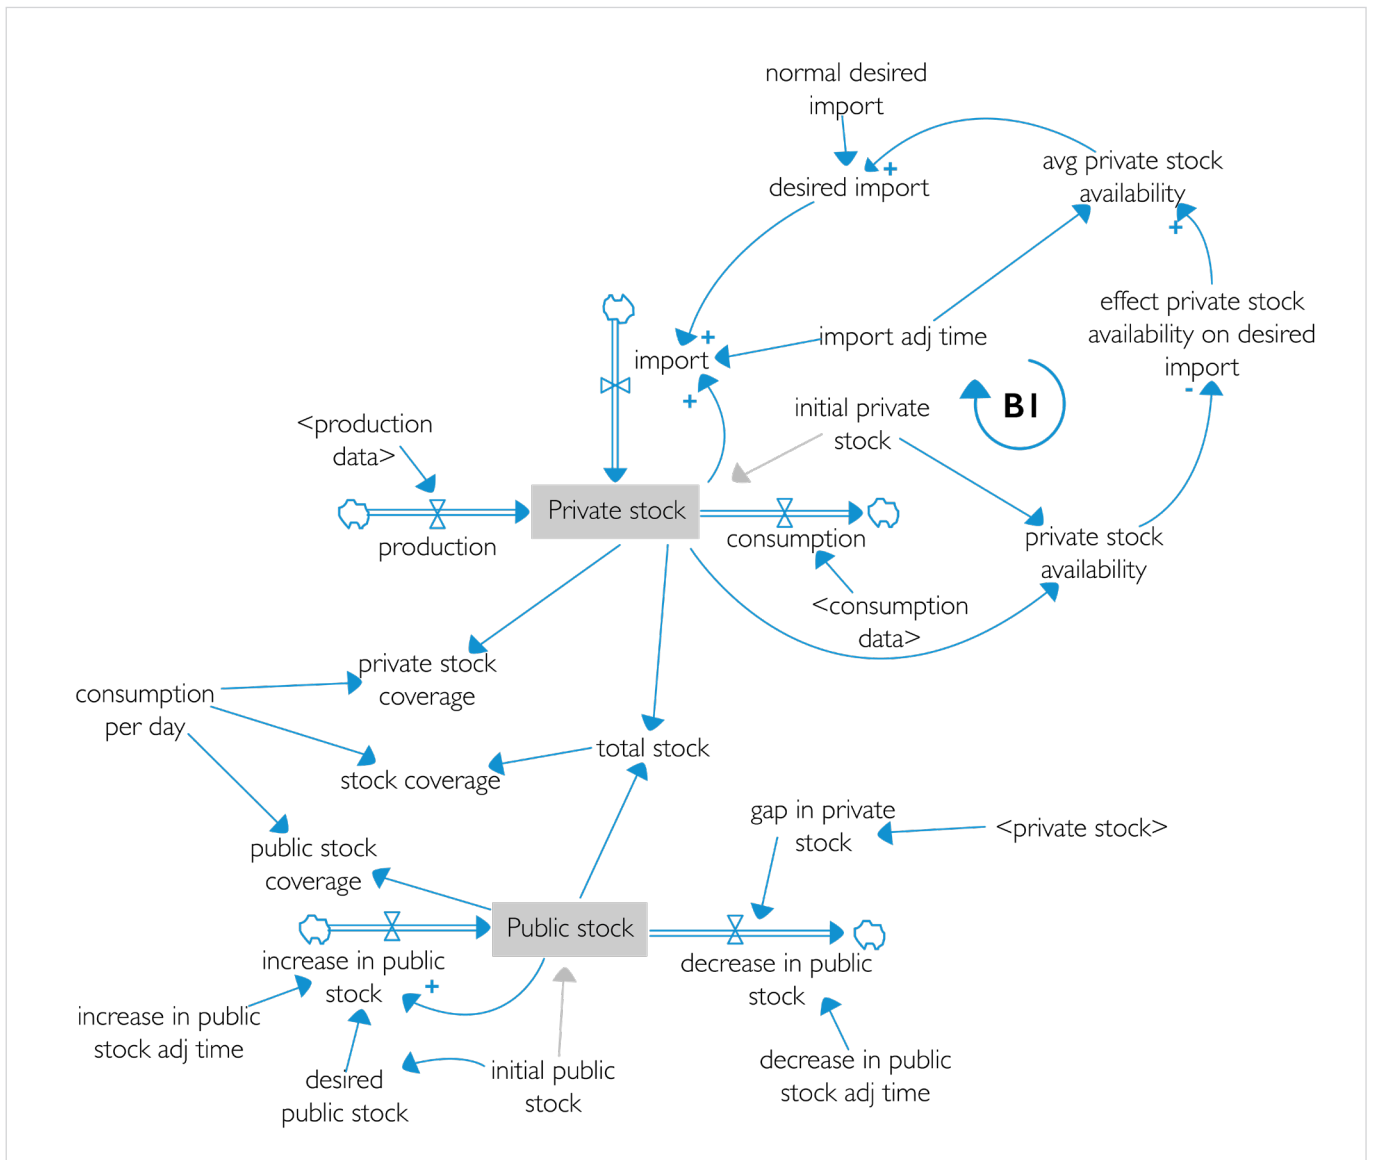 normal desired
import
avg private stock
availability
+
desired import
+
effect private stock
availability on desired
import
-
+
import adj time
import
+
B1
initial private
stock
<production
data>
Private stock
production
consumption
private stock
availability
<consumption
data>
private stock
coverage
consumption
per day
total stock
stock coverage
gap in private
stock
<private stock>
public stock
coverage
Public stock
increase in public
stock
+
decrease in public
stock
increase in public
stock adj time
desired
public stock
initial public
stock
decrease in public
stock adj time